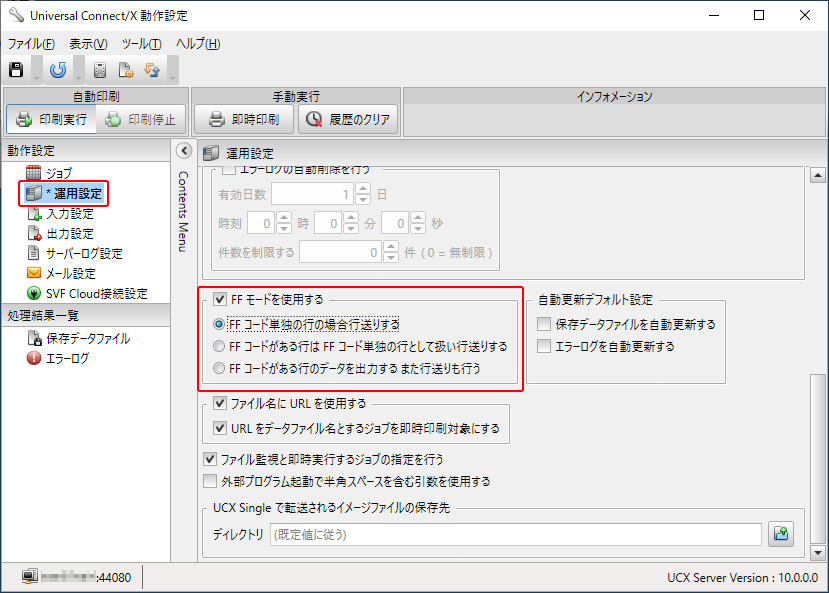 Universal Connect/X 動作設定
ファイル(F) 表示(V) ツール(T) ヘルプ(H)
自動印刷 手動実行 インフォメーション
印刷実行 印刷停止 即時印刷 履歴のクリア
動作設定
ジョブ
* 運用設定
入力設定
出力設定
サーバーログ設定
メール設定
SVF Cloud接続設定
処理結果一覧
保存データファイル
エラーログ
Contents Menu
運用設定
エラーログの自動削除を行う
有効日数 1 日
時刻 0 時 0 分 0 秒
件数を制限する 0 件 ( 0 = 無制限 )
FF モードを使用する
FF コード単独の行の場合行送りする
FF コードがある行は FF コード単独の行として扱い行送りする
FF コードがある行のデータを出力する また行送りも行う
自動更新デフォルト設定
保存データファイルを自動更新する
エラーログを自動更新する
ファイル名に URL を使用する
URL をデータファイル名とするジョブを即時印刷対象にする
ファイル監視と即時実行するジョブの指定を行う
外部プログラム起動で半角スペースを含む引数を使用する
UCX Single で転送されるイメージファイルの保存先
ディレクトリ (既定値に従う)
:44080
UCX Server Version : 10.0.0.0